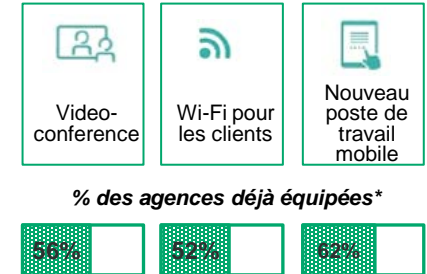 Video-
conference
Wi-Fi pour
les clients
Nouveau
poste de
travail
mobile
% des agences déjà équipées*
56%
52%
62%